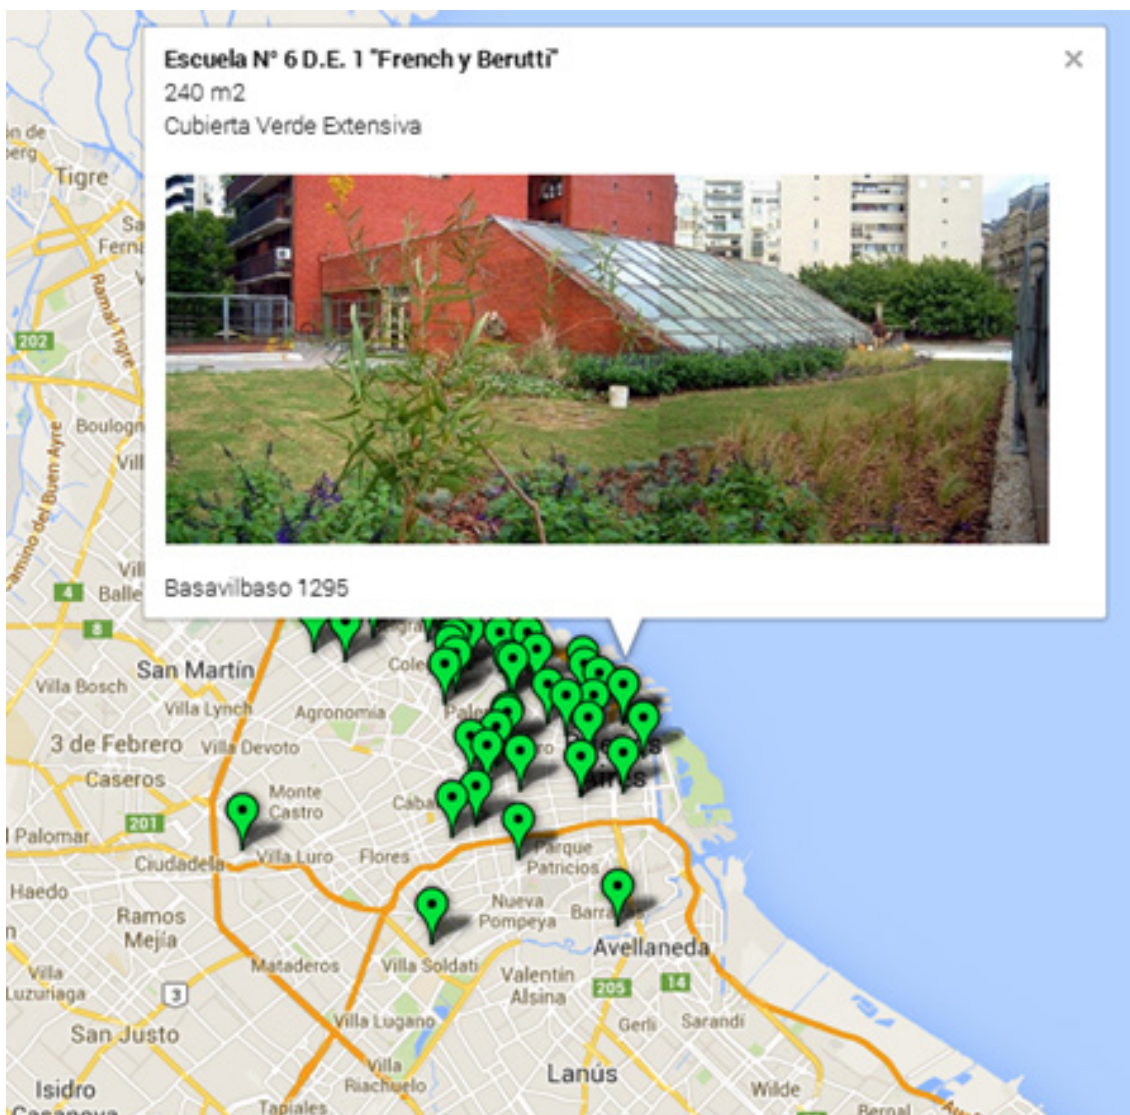 Escuela N° 6 D.E. 1 "French y Berutti"
240 m2
Cubierta Verde Extensiva
Basavilbaso 1295
Tigre
Ramal Tigre
202
Camino del Buen Ayre
4
8
San Martín
Villa Bosch
Villa Lynch
Agronomia
3 de Febrero
Villa Devoto
Caseros
Monte
Castro
201
Palomar
Ciudadela
Villa Luro
Flores
Parque
Patricios
Haedo
Ramos
Mejía
Nueva
Pompeya
Avellaneda
Mataderos
Villa Soldati
Valentín
Alsina
205
14
Villa
Luzuriaga
3
San Justo
Villa Lugano
Gerli
Sarandí
Villa
Riachuelo
Lanús
Wilde
Isidro
Tapiales
Bernal